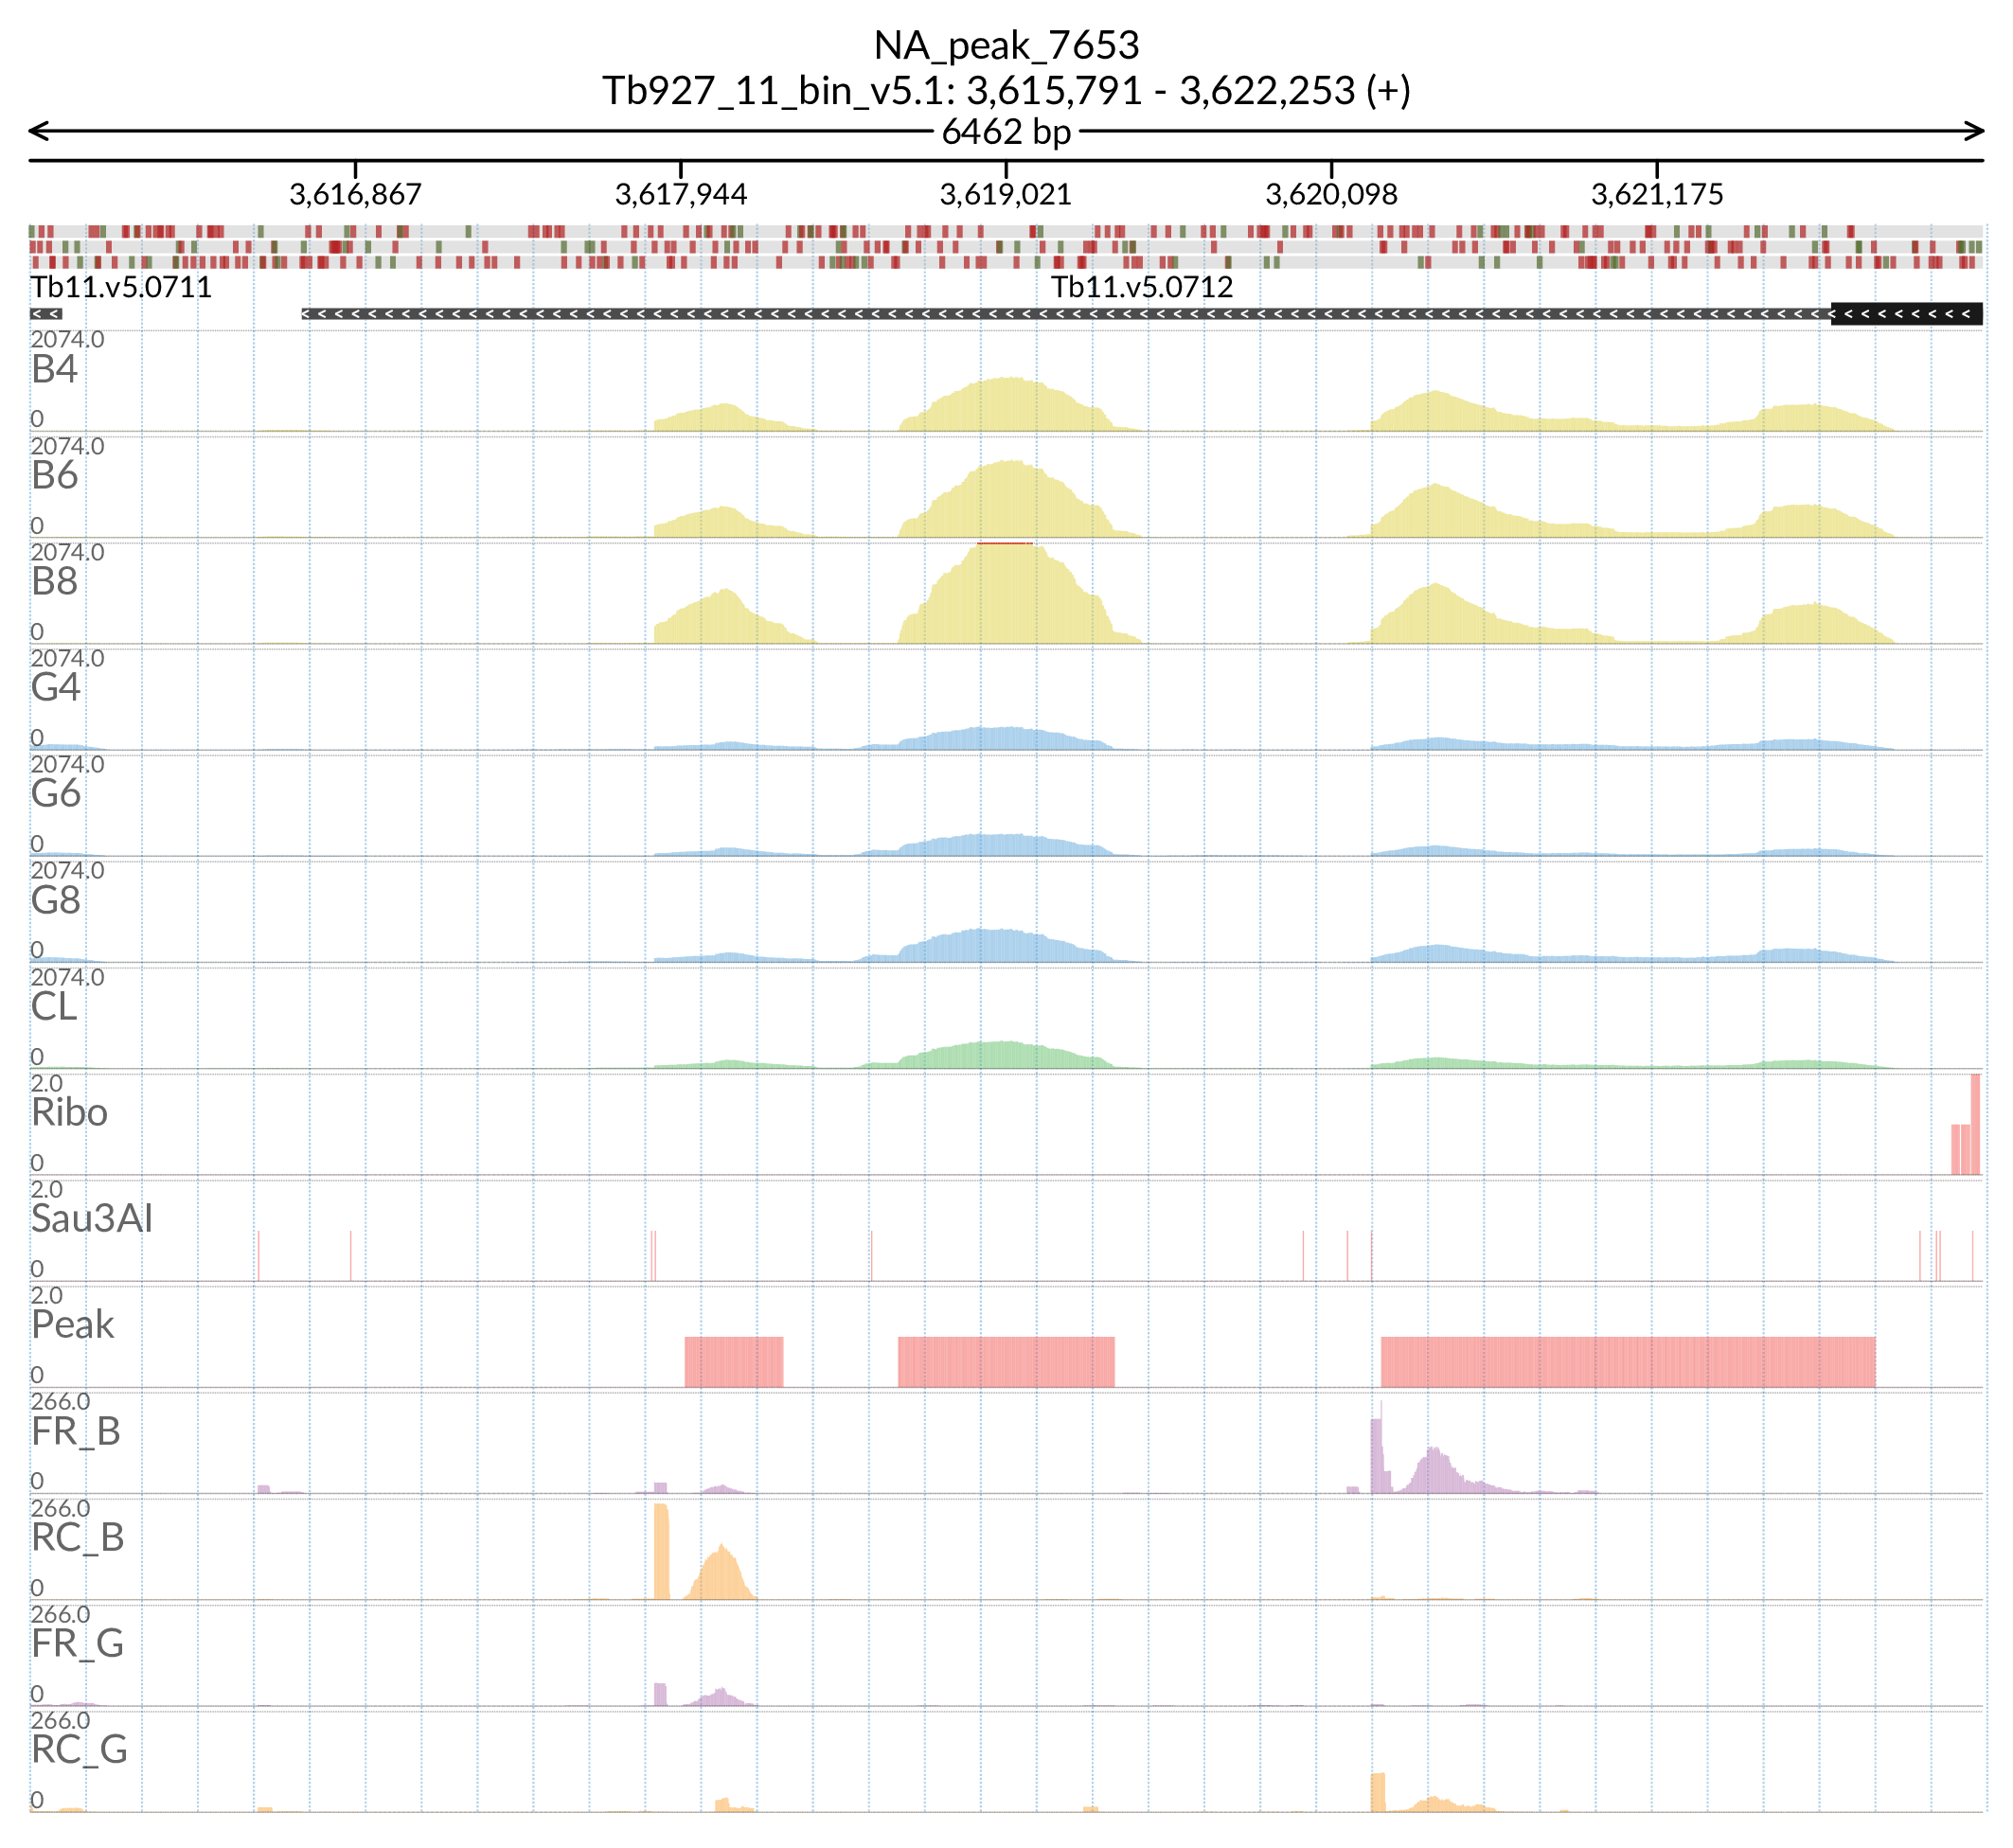 NA_peak_7653
Tb927_11_bin_v5.1: 3,615,791 - 3,622,253 (+)
6462 bp
3,616,867 3,617,944 3,619,021 3,620,098 3,621,175
Tb11.v5.0711 Tb11.v5.0712
2074.0
B4
0
2074.0
B6
0
2074.0
B8
0
2074.0
G4
0
2074.0
G6
0
2074.0
G8
0
2074.0
CL
0
2.0
Ribo
0
2.0
Sau3AI
0
2.0
Peak
0
266.0
FR_B
0
266.0
RC_B
0
266.0
FR_G
0
266.0
RC_G
0